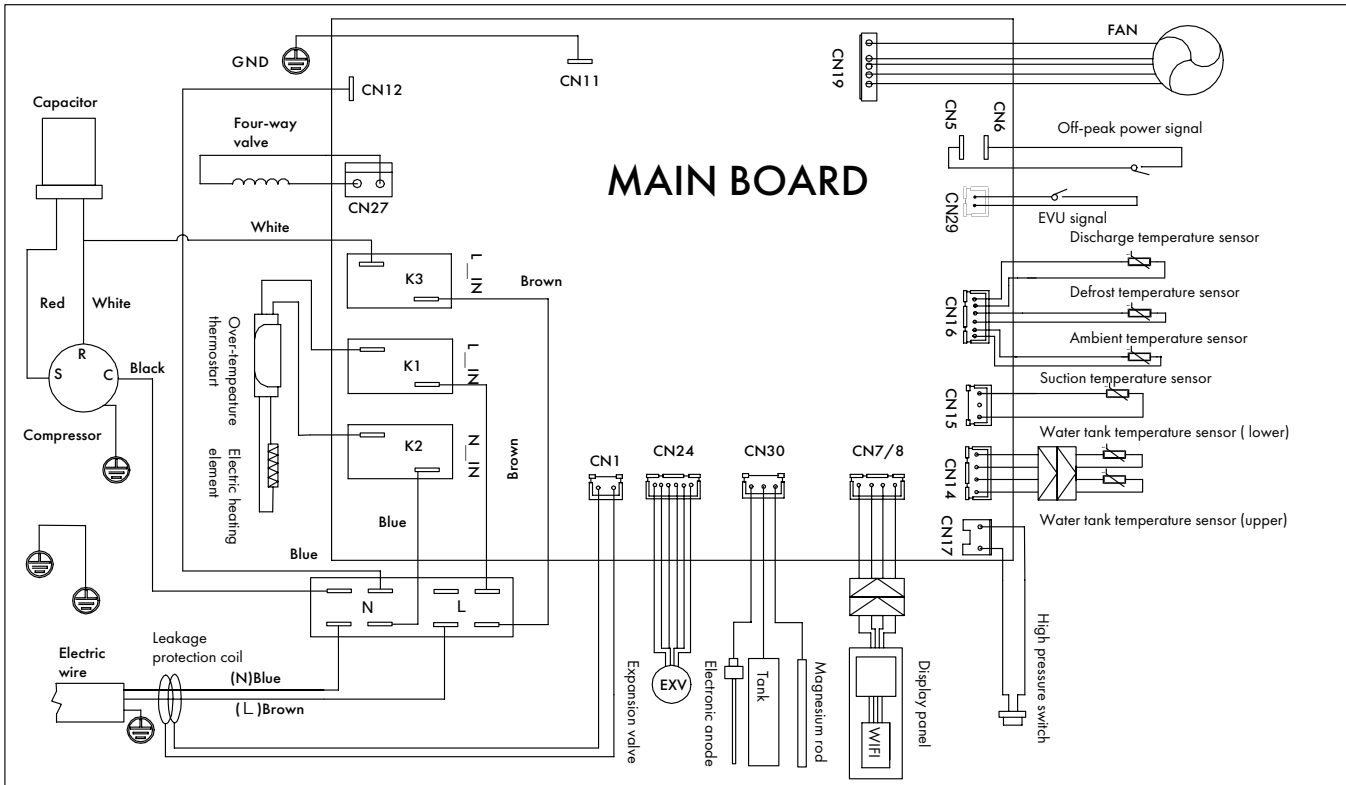 FAN
GND
CN11
CN19
CN12
Capacitor
CN5
CN6
Off-peak power signal
Four-way
valve
MAIN BOARD
CN27
CN29
EVU signal
White
Discharge temperature sensor
K3
L_IN
Brown
Red
White
CN16
Defrost temperature sensor
Over-tempeature
thermostart
Ambient temperature sensor
R
S
C
Black
K1
L_IN
Suction temperature sensor
CN15
Compressor
K2
N_IN
Water tank temperature sensor ( lower)
Electric heating
element
Brown
CN1
CN24
CN30
CN7/8
CN14
Blue
Water tank temperature sensor (upper)
CN17
Blue
N
L
High pressure switch
Leakage
protection coil
Electric
wire
(N)Blue
(L)Brown
Expansion valve
EXV
Electronic anode
Tank
Magnesium rod
WIFI
Display panel